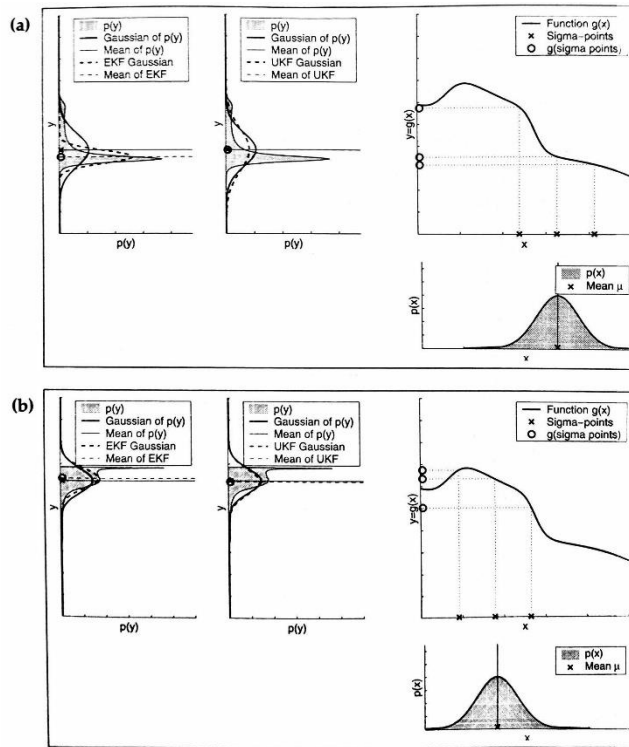 (a)
p(y)
Gaussian of p(y)
Mean of p(y)
EKF Gaussian
Mean of EKF
y
p(y)
p(y)
Gaussian of p(y)
Mean of p(y)
UKF Gaussian
Mean of UKF
y
p(y)
Function g(x)
Sigma-points
g(sigma points)
y=g(x)
x
p(x)
Mean μ
p(x)
x
(b)
p(y)
Gaussian of p(y)
Mean of p(y)
EKF Gaussian
Mean of EKF
y
p(y)
p(y)
Gaussian of p(y)
Mean of p(y)
UKF Gaussian
Mean of UKF
y
p(y)
Function g(x)
Sigma-points
g(sigma points)
y=g(x)
x
p(x)
Mean μ
p(x)
x